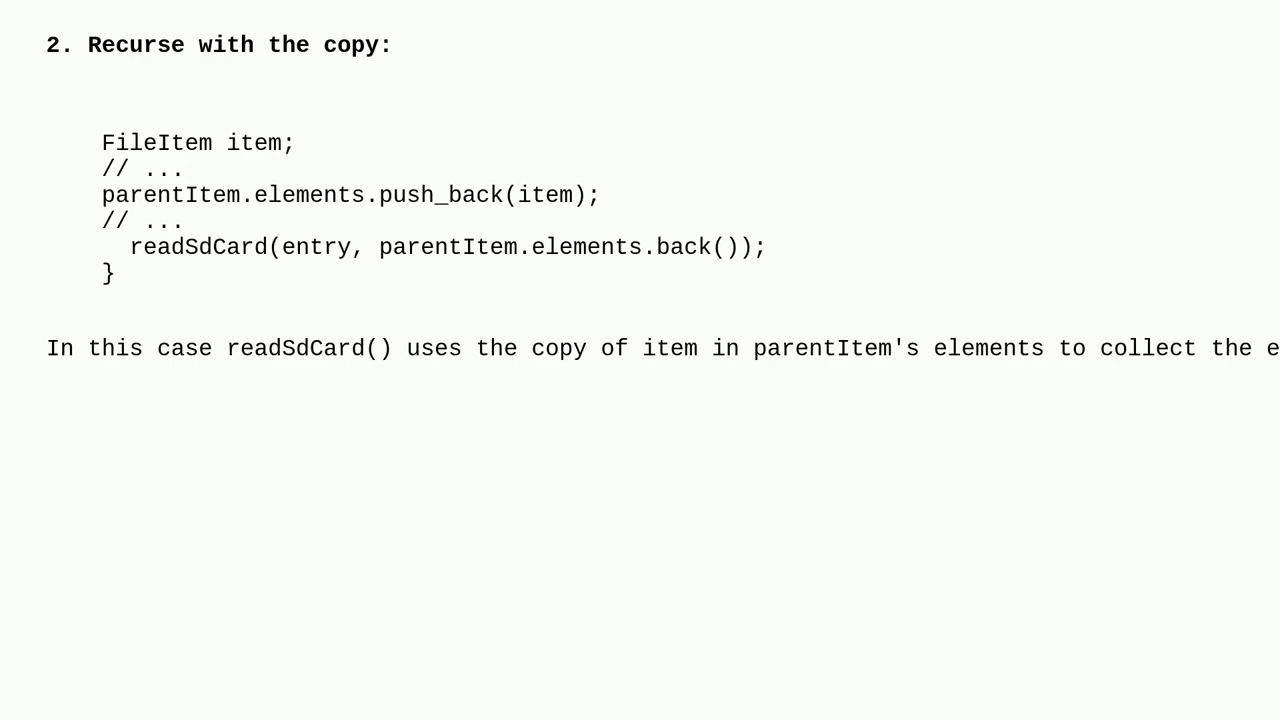 2. Recurse with the copy:
FileItem item;
// ...
parentItem.elements.push_back(item);
// ...
readSdCard(entry, parentItem.elements.back());
}
In this case readSdCard() uses the copy of item in parentItem's elements to collect the